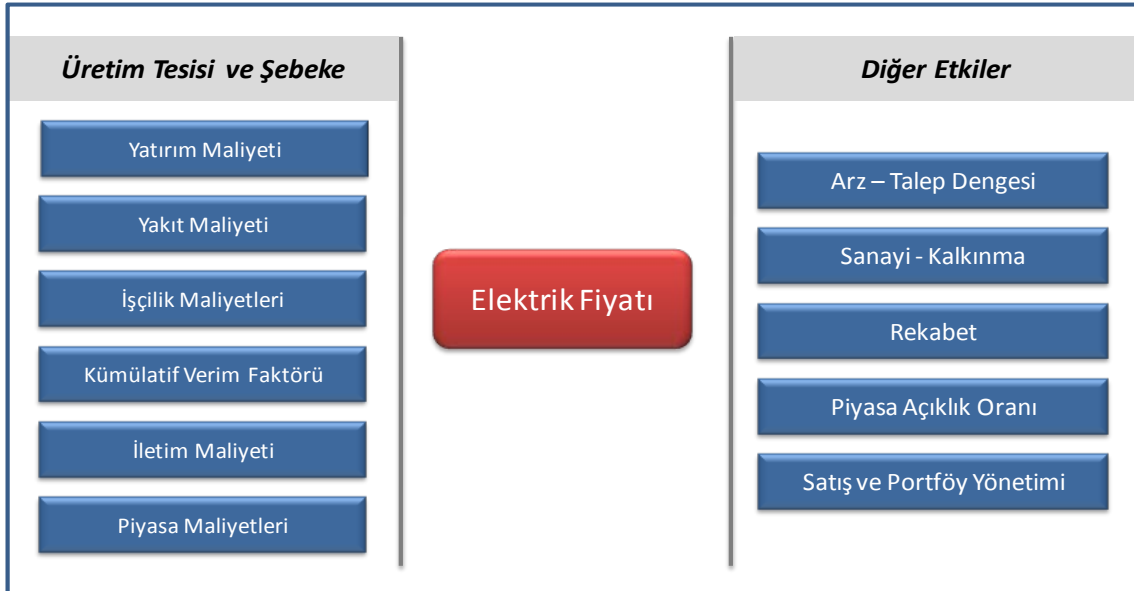 Üretim Tesisi ve Şebeke
Yatırım Maliyeti
Yakıt Maliyeti
İşçilik Maliyetleri
Kümülatif Verim Faktörü
İletim Maliyeti
Piyasa Maliyetleri
Elektrik Fiyatı
Diğer Etkiler
Arz – Talep Dengesi
Sanayi - Kalkınma
Rekabet
Piyasa Açıklık Oranı
Satış ve Portföy Yönetimi